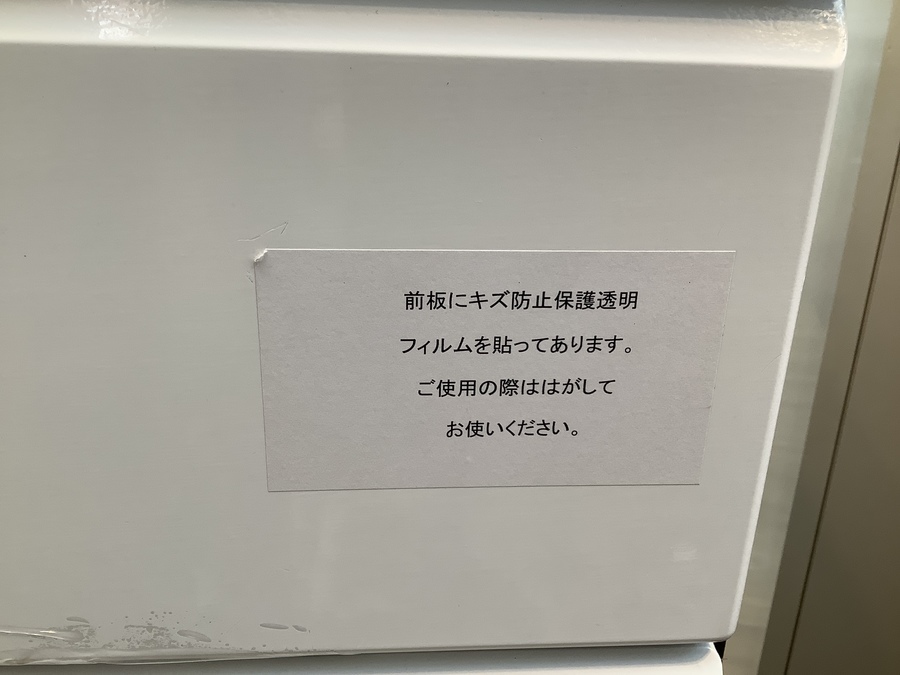 前板にキズ防止保護透明
フィルムを貼ってあります。
ご使用の際ははがして
お使いください。